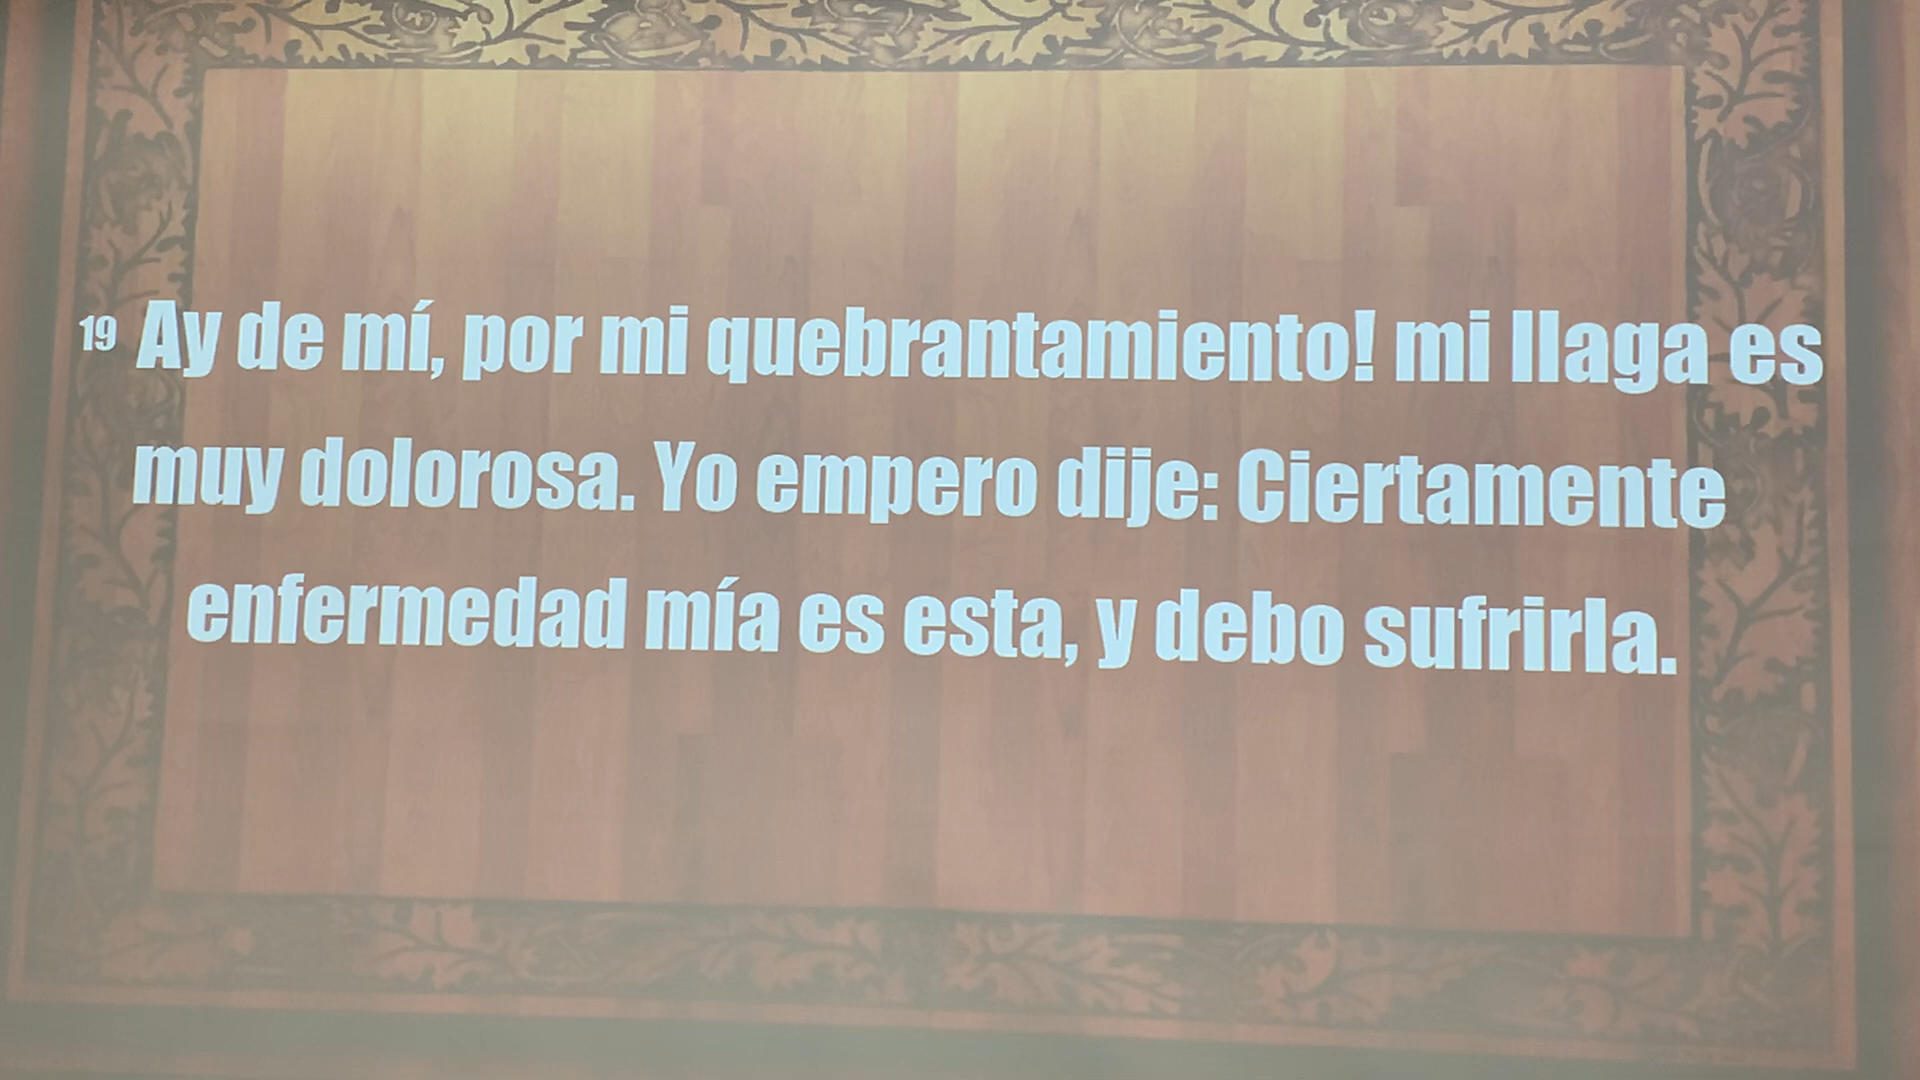 19 Ay de mí, por mi quebrantamiento! mi llaga es
muy dolorosa. Yo empero dije: Ciertamente
enfermedad mía es esta, y debo sufrirla.